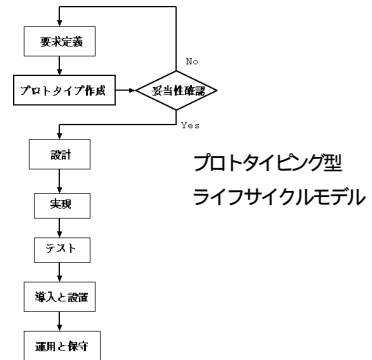 要求定義
No
プロトタイプ作成
妥当性確認
Yes
設計
プロトタイピング型
ライフサイクルモデル
実現
テスト
導入と設置
運用と保守